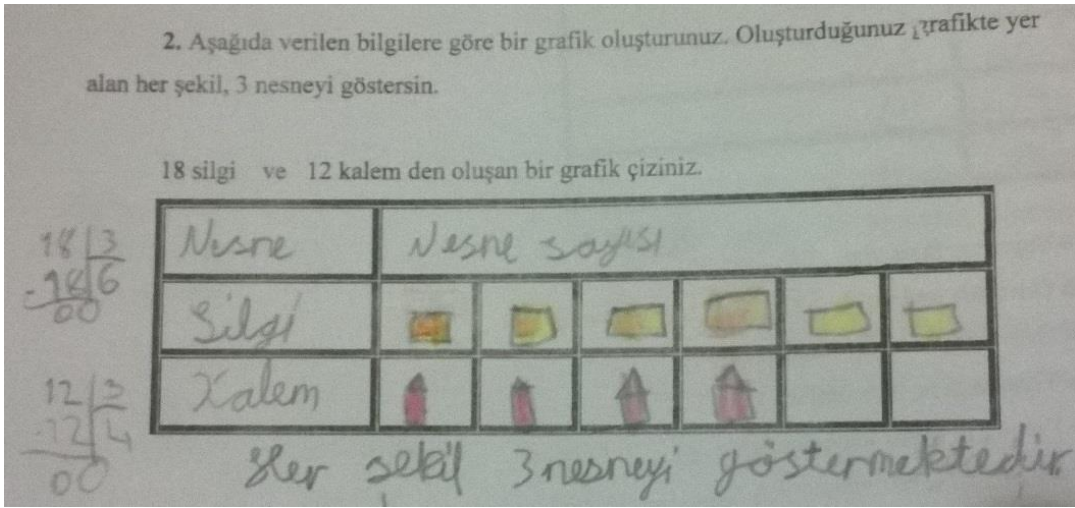 2. Aşağıda verilen bilgilere göre bir grafik oluşturunuz. Oluşturduğunuz grafikte yer
alan her şekil, 3 nesneyi göstersin.
18 silgi ve 12 kalem den oluşan bir grafik çiziniz.
Nesne Nesne sayısı
18 3
-18 6
00
Silgi
12 3
-12 4
00
Kalem
Her şekil 3 nesneyi göstermektedir